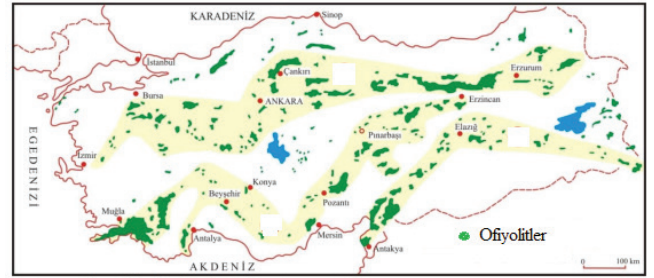 KARADENİZ
Sinop
İstanbul
Çankırı
Erzurum
Bursa
ANKARA
Erzincan
EGEDENİZİ
Pınarbaşı
Elazığ
İzmir
Konya
Beyşehir
Pozantı
Muğla
Antalya
Mersin
Antakya
Ofiyolitler
AKDENİZ
0 100 km